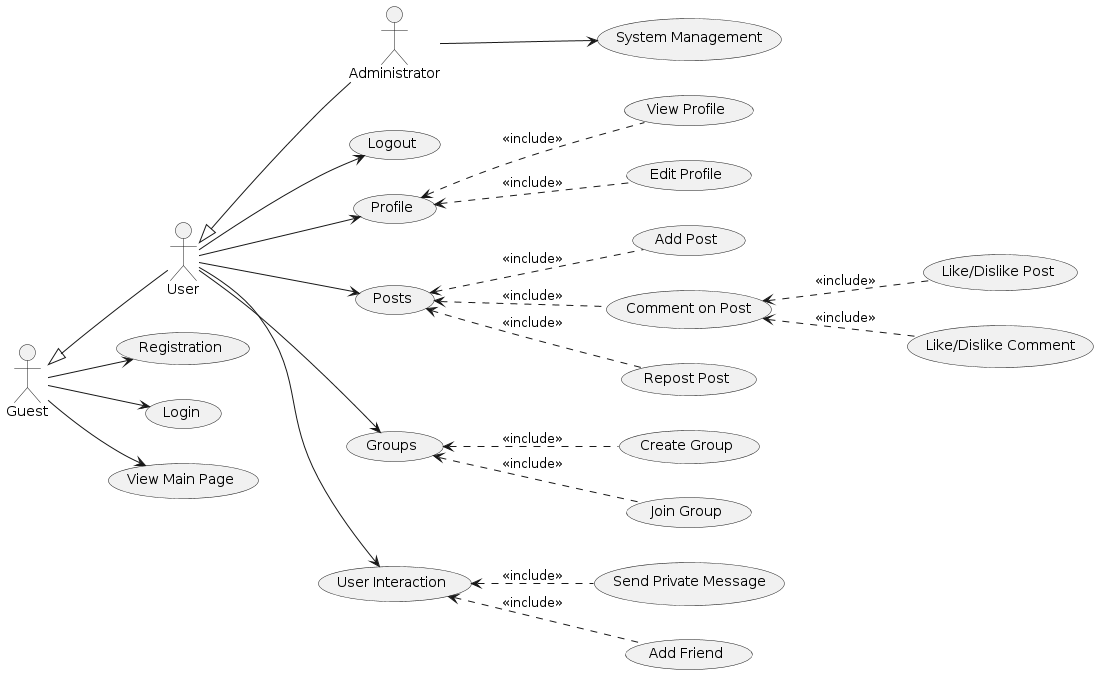 System Management
Administrator
View Profile
«include»
Logout
Edit Profile
«include»
Profile
Add Post
«include»
User
Like/Dislike Post
«include»
Posts
«include»
Comment on Post
«include»
«include»
Like/Dislike Comment
Registration
Repost Post
Guest
Login
Groups
«include»
Create Group
«include»
View Main Page
Join Group
«include»
User Interaction
Send Private Message
«include»
Add Friend